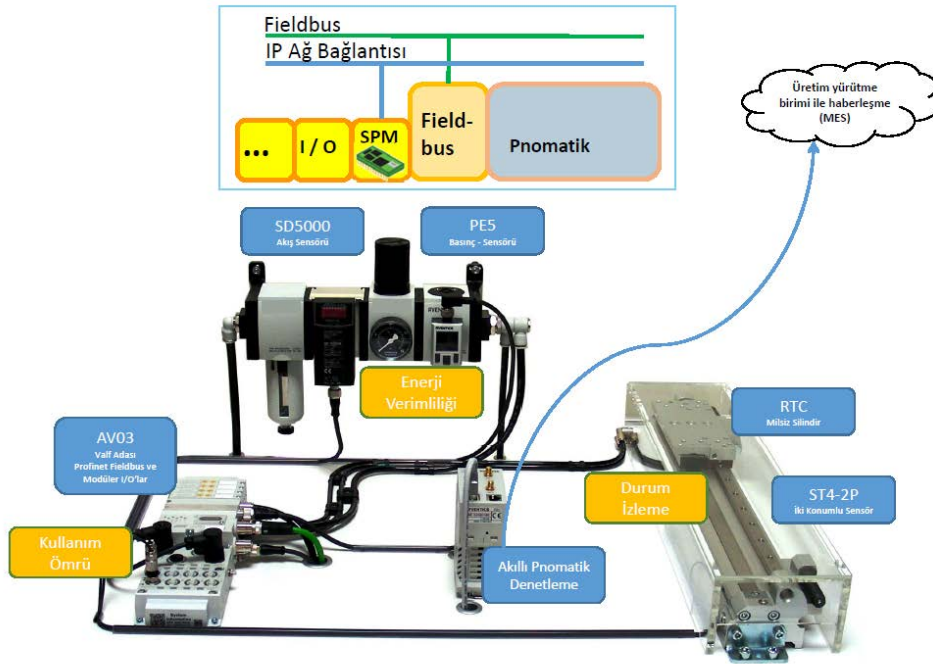 Fieldbus
IP Ağ Bağlantısı
...
I / O
SPM
Field-
bus
Pnomatik
Üretim yürütme
birimi ile haberleşme
(MES)
SD5000
Akış Sensörü
PE5
Basınç - Sensörü
Enerji
Verimliliği
AV03
Valf Adası
Profinet Fieldbus ve
Modüler I/O'lar
RTC
Milsiz Silindir
Durum
İzleme
ST4-2P
İki Konumlu Sensör
Kullanım
Ömrü
Akıllı Pnomatik
Denetleme